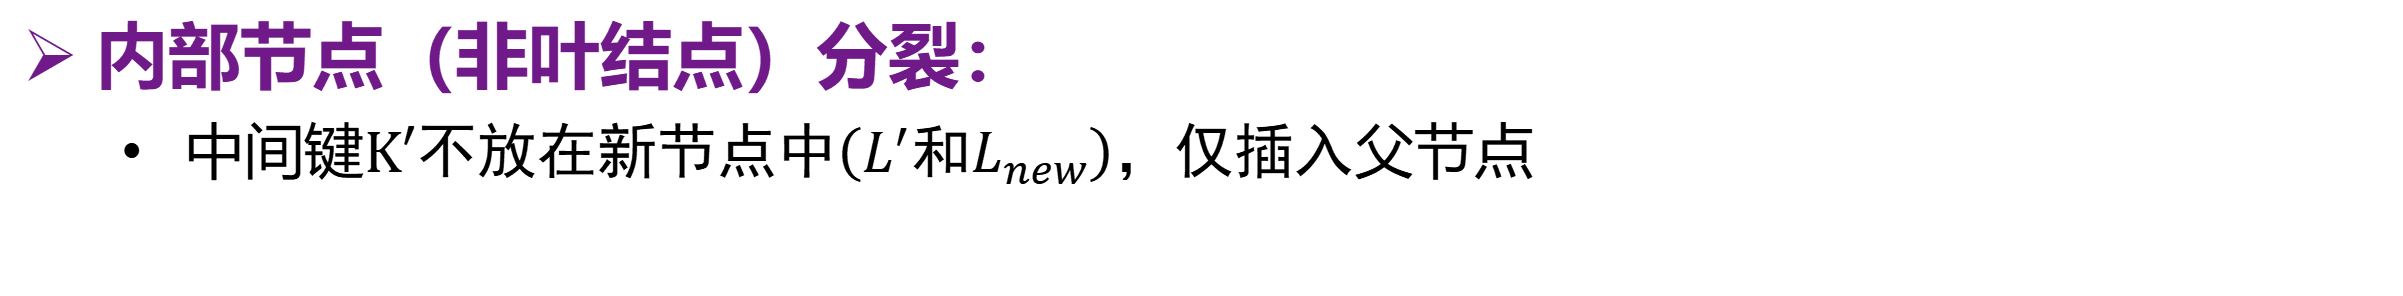 ➢ 内部节点（非叶结点）分裂：
• 中间键K′不放在新节点中(L′和Lnew)，仅插入父节点